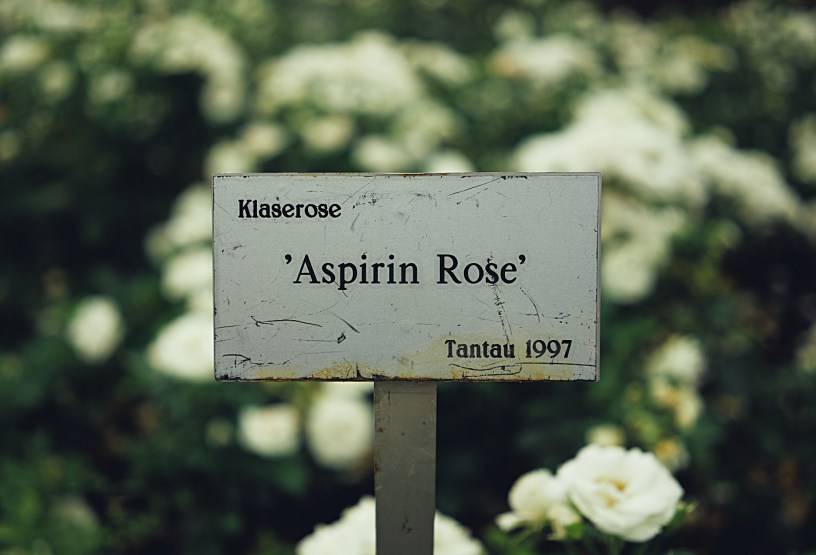 Klaserose
’Aspirin Rose’
Tantau 1997